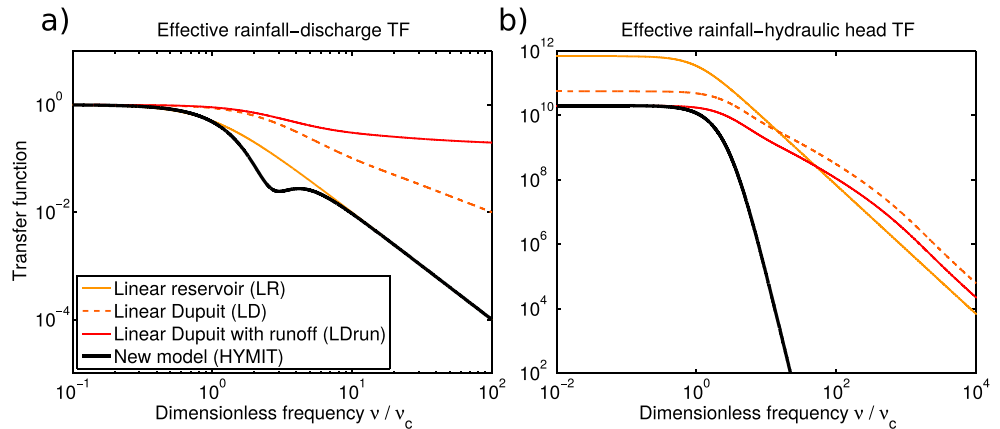 a)
Effective rainfall−discharge TF
Transfer function
10^0
10^−2
10^−4
Linear reservoir (LR)
Linear Dupuit (LD)
Linear Dupuit with runoff (LDrun)
New model (HYMIT)
10^−1
10^0
10^1
10^2
Dimensionless frequency ν / ν_c
b)
Effective rainfall−hydraulic head TF
10^12
10^10
10^8
10^6
10^4
10^2
10^−2
10^0
10^2
10^4
Dimensionless frequency ν / ν_c